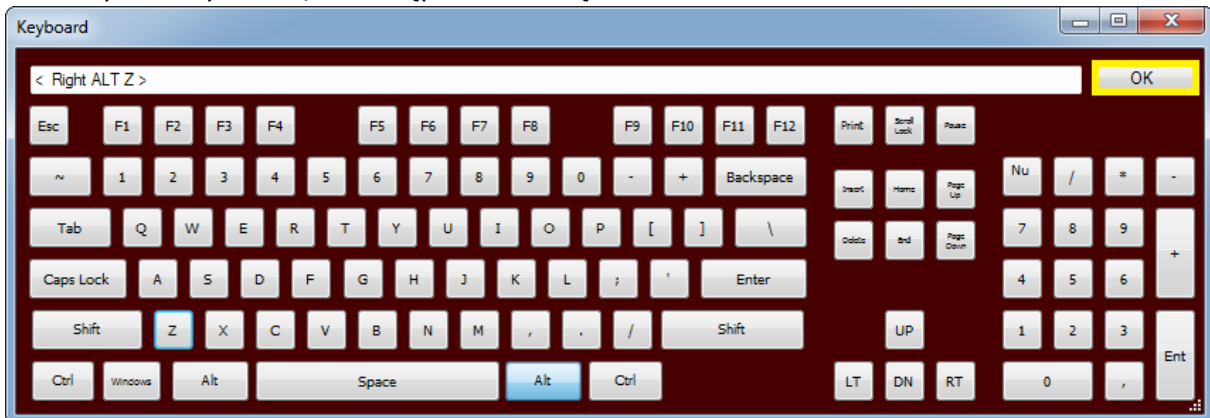 Keyboard
< Right ALT Z >
OK
Esc F1 F2 F3 F4 F5 F6 F7 F8 F9 F10 F11 F12 Print Scroll Lock Pause
~ 1 2 3 4 5 6 7 8 9 0 - + Backspace Insert Home Page Up Nu / * -
Tab Q W E R T Y U I O P [ ] \ Delete End Page Down 7 8 9 +
Caps Lock A S D F G H J K L ; ' Enter 4 5 6
Shift Z X C V B N M , . / Shift UP 1 2 3 Ent
Ctrl Windows Alt Space Alt Ctrl LT DN RT 0 ,